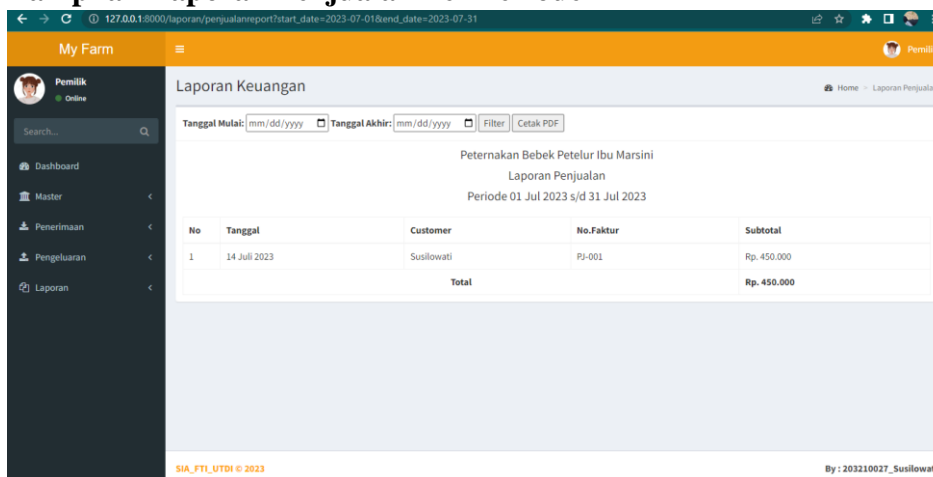 127.0.0.1:8000/laporan/penjualanreport?start_date=2023-07-01&end_date=2023-07-31
My Farm
Pemilik
Online
Search...
Dashboard
Master
Penerimaan
Pengeluaran
Laporan
Laporan Keuangan
Home > Laporan Penjuala
Tanggal Mulai: mm/dd/yyyy Tanggal Akhir: mm/dd/yyyy Filter Cetak PDF
Peternakan Bebek Petelur Ibu Marsini
Laporan Penjualan
Periode 01 Jul 2023 s/d 31 Jul 2023
No Tanggal Customer No.Faktur Subtotal
1 14 Juli 2023 Susilowati PJ-001 Rp. 450.000
Total Rp. 450.000
SIA_FTI_UTDI © 2023 By : 203210027_Susilowat